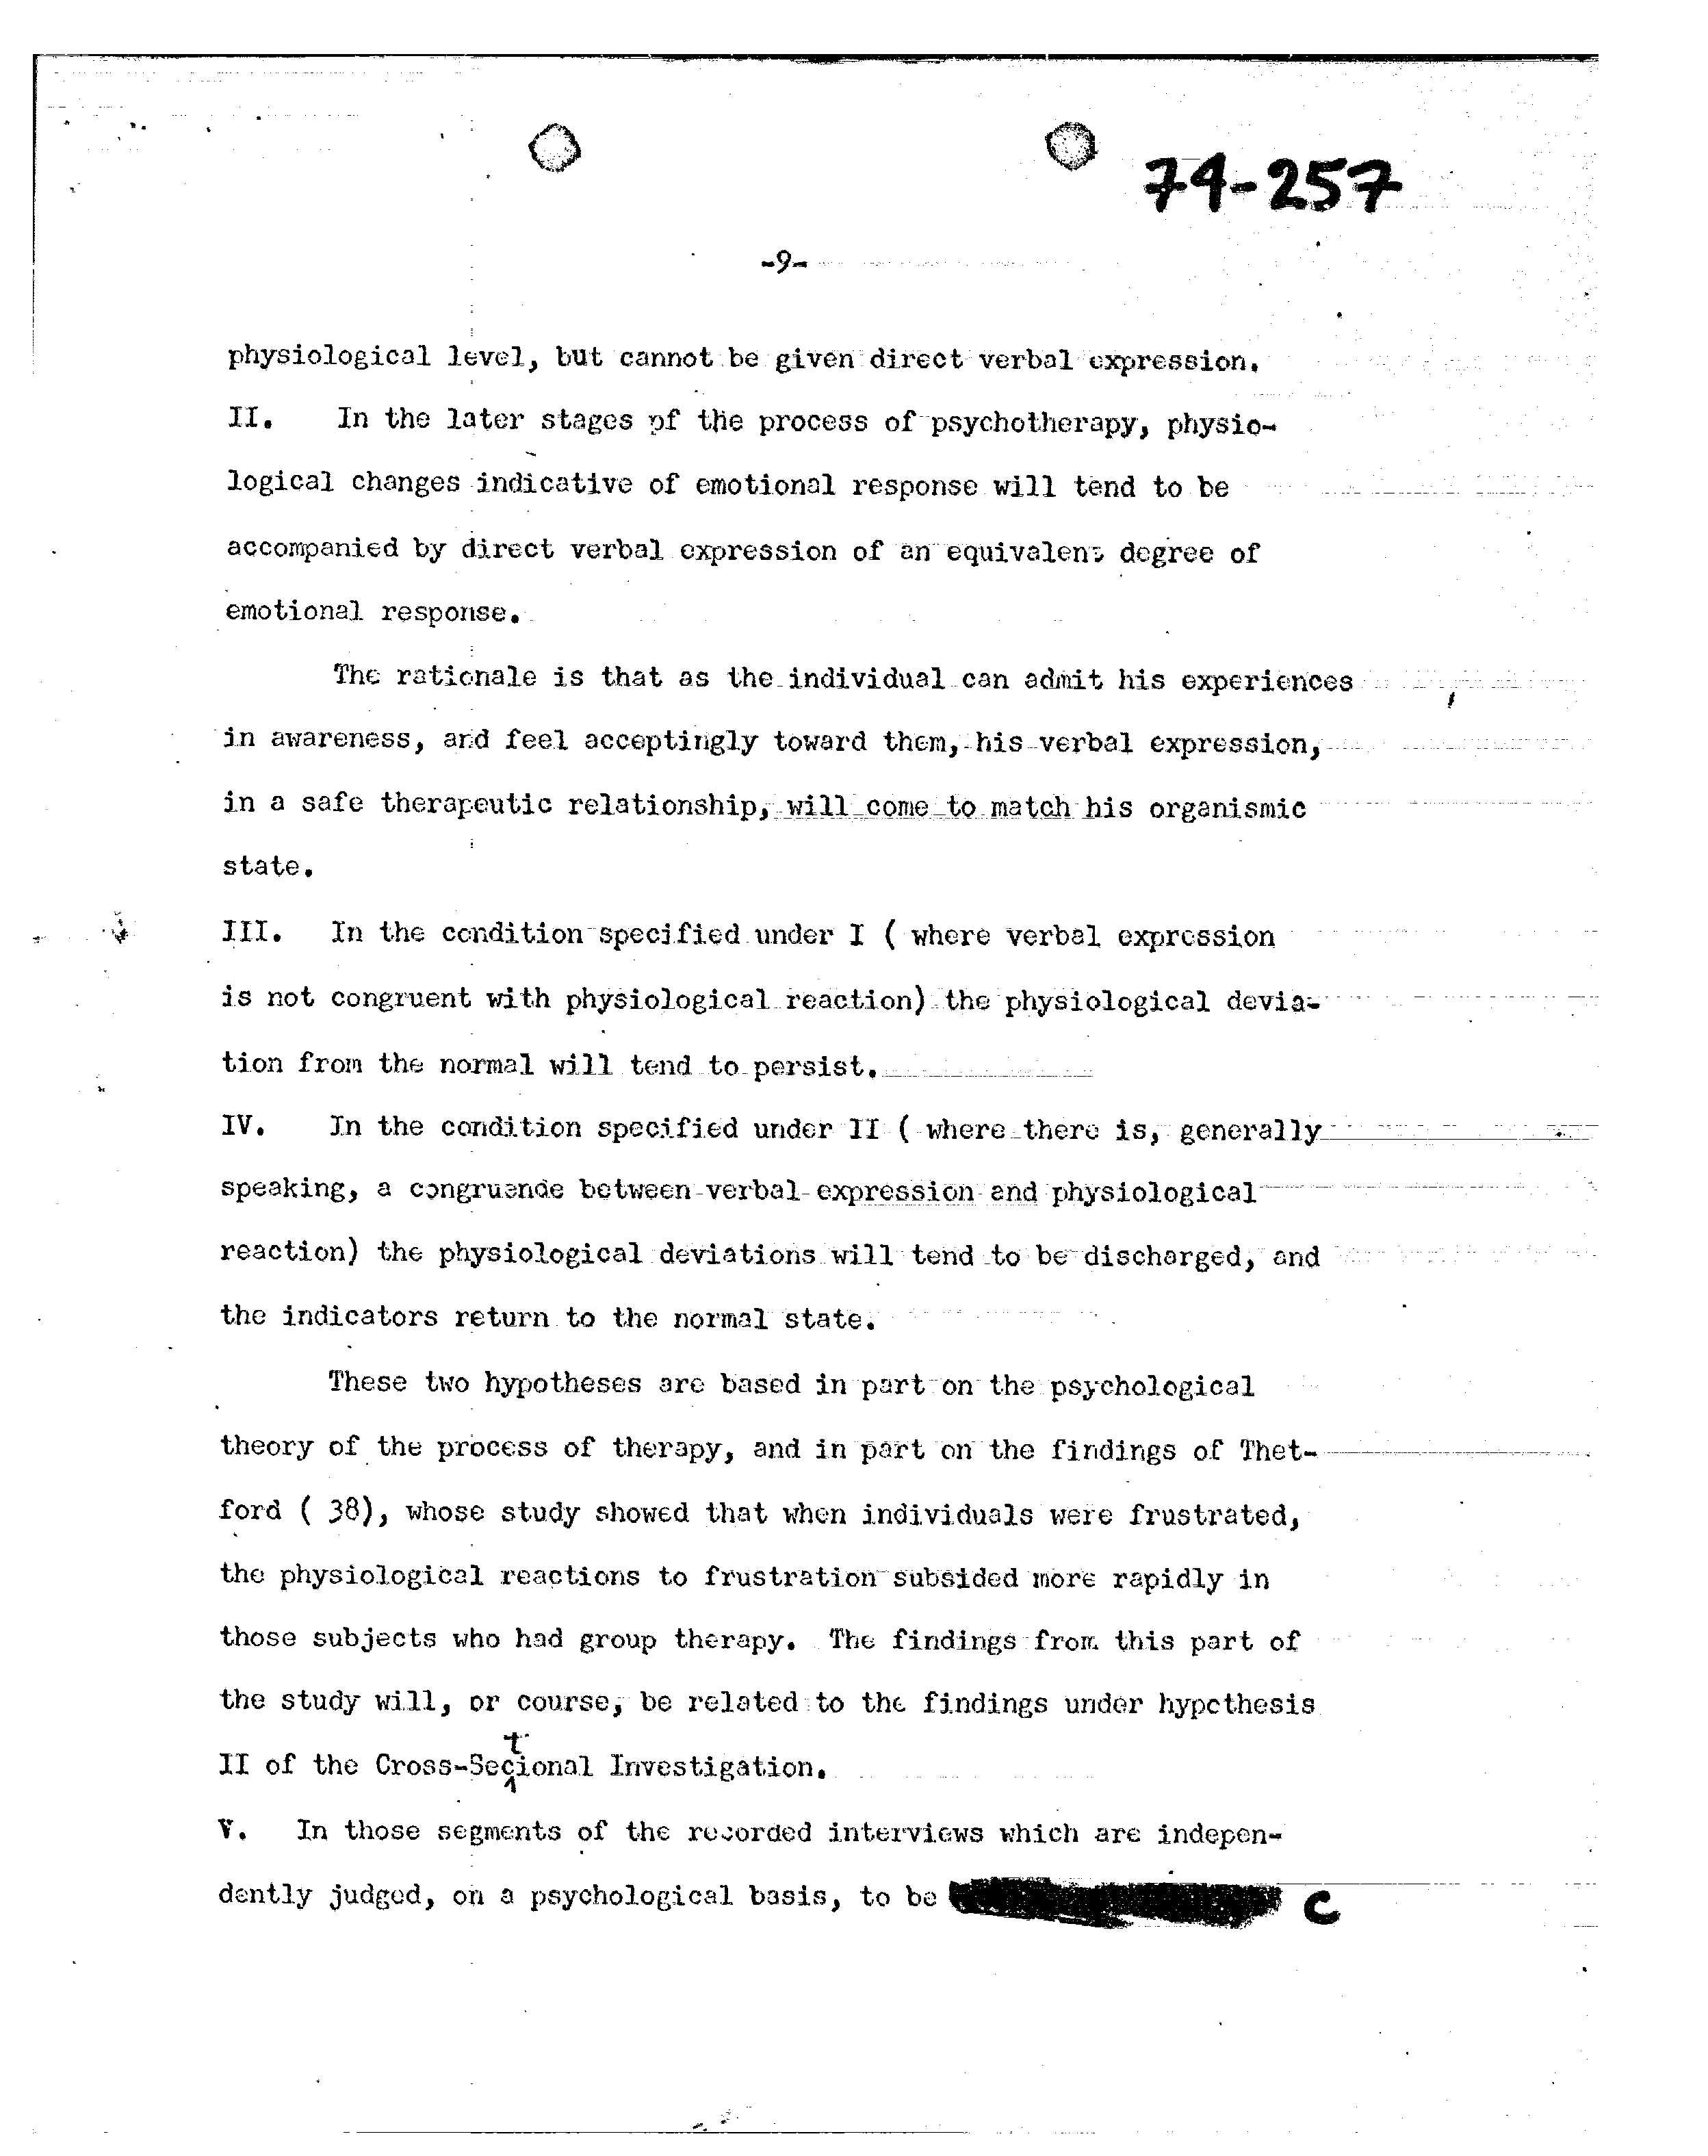 74-257
-9-
physiological level, but cannot be given direct verbal expression.
II. In the later stages of the process of psychotherapy, physio-
logical changes indicative of emotional response will tend to be
accompanied by direct verbal expression of an equivalent degree of
emotional response.
The rationale is that as the individual can admit his experiences
in awareness, and feel acceptingly toward them, his verbal expression,
in a safe therapeutic relationship, will come to match his organismic
state.
III. In the condition specified under I ( where verbal expression
is not congruent with physiological reaction) the physiological devia-
tion from the normal will tend to persist.
IV. In the condition specified under II ( where there is, generally
speaking, a congruende between verbal expression and physiological
reaction) the physiological deviations will tend to be discharged, and
the indicators return to the normal state.
These two hypotheses are based in part on the psychological
theory of the process of therapy, and in part on the findings of Thet-
ford ( 38), whose study showed that when individuals were frustrated,
the physiological reactions to frustration subsided more rapidly in
those subjects who had group therapy. The findings from this part of
the study will, or course, be related to the findings under hypothesis
II of the Cross-Sectional Investigation.
V. In those segments of the recorded interviews which are indepen-
dently judged, on a psychological basis, to be C